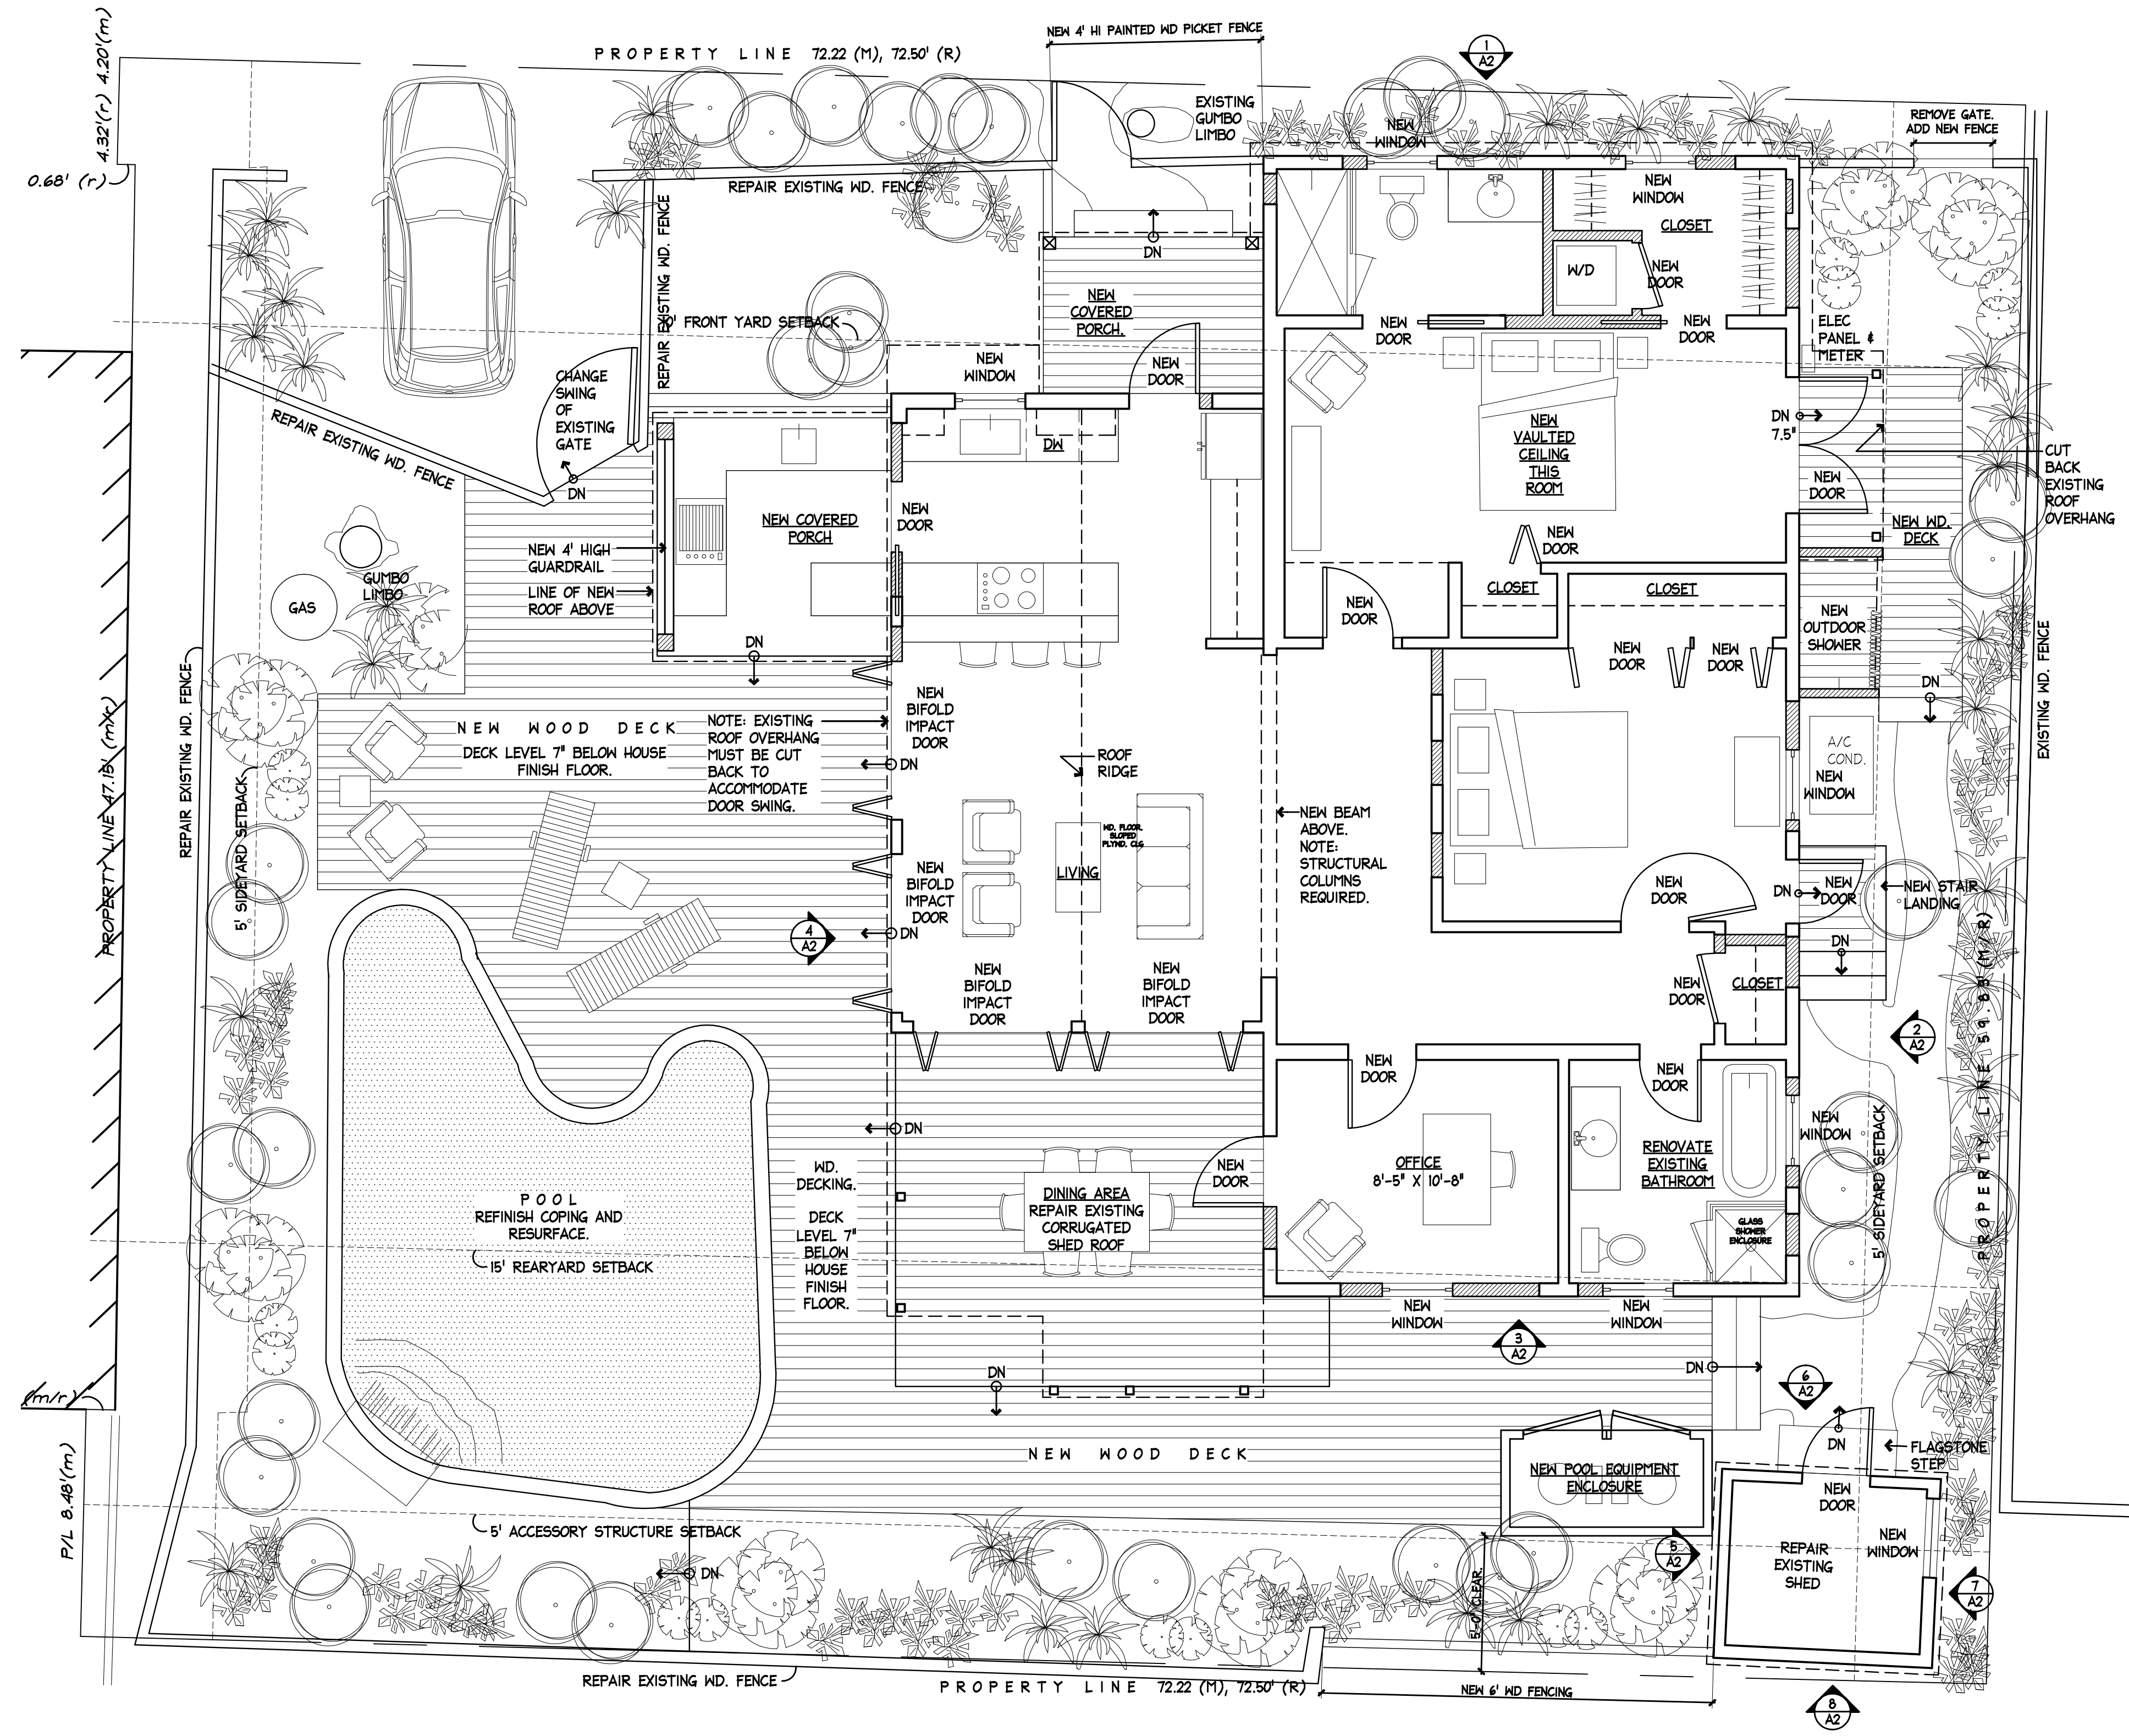 NEW 4' HI PAINTED WD PICKET FENCE
PROPERTY LINE 72.22 (M), 72.50' (R)
1
A2
4.20'(m)
4.32'(r)
0.68' (r)
EXISTING
GUMBO
LIMBO
NEW
WINDOW
REMOVE GATE.
ADD NEW FENCE
REPAIR EXISTING WD. FENCE
REPAIR EXISTING WD. FENCE
NEW
WINDOW
CLOSET
W/D
NEW
DOOR
DN
NEW
COVERED
PORCH.
FRONT YARD SETBACK
NEW
DOOR
NEW
DOOR
ELEC
PANEL &
METER
NEW
WINDOW
NEW
DOOR
CHANGE
SWING
OF
EXISTING
GATE
DN
REPAIR EXISTING WD. FENCE
DW
NEW
VAULTED
CEILING
THIS
ROOM
DN
7.5"
CUT
BACK
EXISTING
ROOF
OVERHANG
NEW
DOOR
NEW WD.
DECK
NEW COVERED
PORCH
NEW
DOOR
NEW
DOOR
NEW 4' HIGH
GUARDRAIL
LINE OF NEW
ROOF ABOVE
GUMBO
LIMBO
GAS
CLOSET
CLOSET
NEW
DOOR
NEW
OUTDOOR
SHOWER
DN
NEW
DOOR
NEW
DOOR
DN
EXISTING WD. FENCE
REPAIR EXISTING WD. FENCE
PROPERTY LINE 47.15' (m/r)
5' SIDEYARD SETBACK
NEW WOOD DECK
DECK LEVEL 7" BELOW HOUSE
FINISH FLOOR.
NOTE: EXISTING
ROOF OVERHANG
MUST BE CUT
BACK TO
ACCOMMODATE
DOOR SWING.
NEW
BIFOLD
IMPACT
DOOR
DN
ROOF
RIDGE
A/C
COND.
NEW
WINDOW
NEW BEAM
ABOVE.
NOTE:
STRUCTURAL
COLUMNS
REQUIRED.
WD. FLOOR.
SLOPED
PLYWD. CLG
LIVING
NEW
BIFOLD
IMPACT
DOOR
DN
4
A2
NEW
DOOR
DN
NEW
DOOR
NEW STAIR
LANDING
DN
NEW
BIFOLD
IMPACT
DOOR
NEW
BIFOLD
IMPACT
DOOR
NEW
DOOR
CLOSET
2
A2
PROPERTY LINE 59.83' (M/R)
NEW
DOOR
NEW
DOOR
DN
NEW
WINDOW
5' SIDEYARD SETBACK
RENOVATE
EXISTING
BATHROOM
OFFICE
8'-5" X 10'-8"
NEW
DOOR
WD.
DECKING.
DECK
LEVEL 7"
BELOW
HOUSE
FINISH
FLOOR.
DINING AREA
REPAIR EXISTING
CORRUGATED
SHED ROOF
GLASS
SHOWER
ENCLOSURE
POOL
REFINISH COPING AND
RESURFACE.
15' REARYARD SETBACK
NEW
WINDOW
NEW
WINDOW
3
A2
DN
DN
6
A2
(m/r)
P/L 8.48'(m)
NEW WOOD DECK
DN
FLAGSTONE
STEP
NEW POOL EQUIPMENT
ENCLOSURE
NEW
DOOR
NEW
WINDOW
REPAIR
EXISTING
SHED
5
A2
7
A2
5' ACCESSORY STRUCTURE SETBACK
DN
5'-0" CLEAR.
REPAIR EXISTING WD. FENCE
PROPERTY LINE 72.22 (M), 72.50' (R)
NEW 6' WD FENCING
8
A2